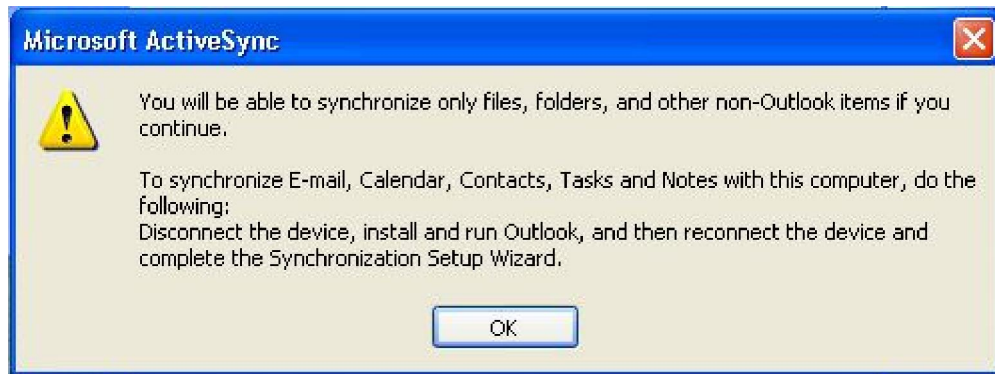 Microsoft ActiveSync
You will be able to synchronize only files, folders, and other non-Outlook items if you
continue.
To synchronize E-mail, Calendar, Contacts, Tasks and Notes with this computer, do the
following:
Disconnect the device, install and run Outlook, and then reconnect the device and
complete the Synchronization Setup Wizard.
OK